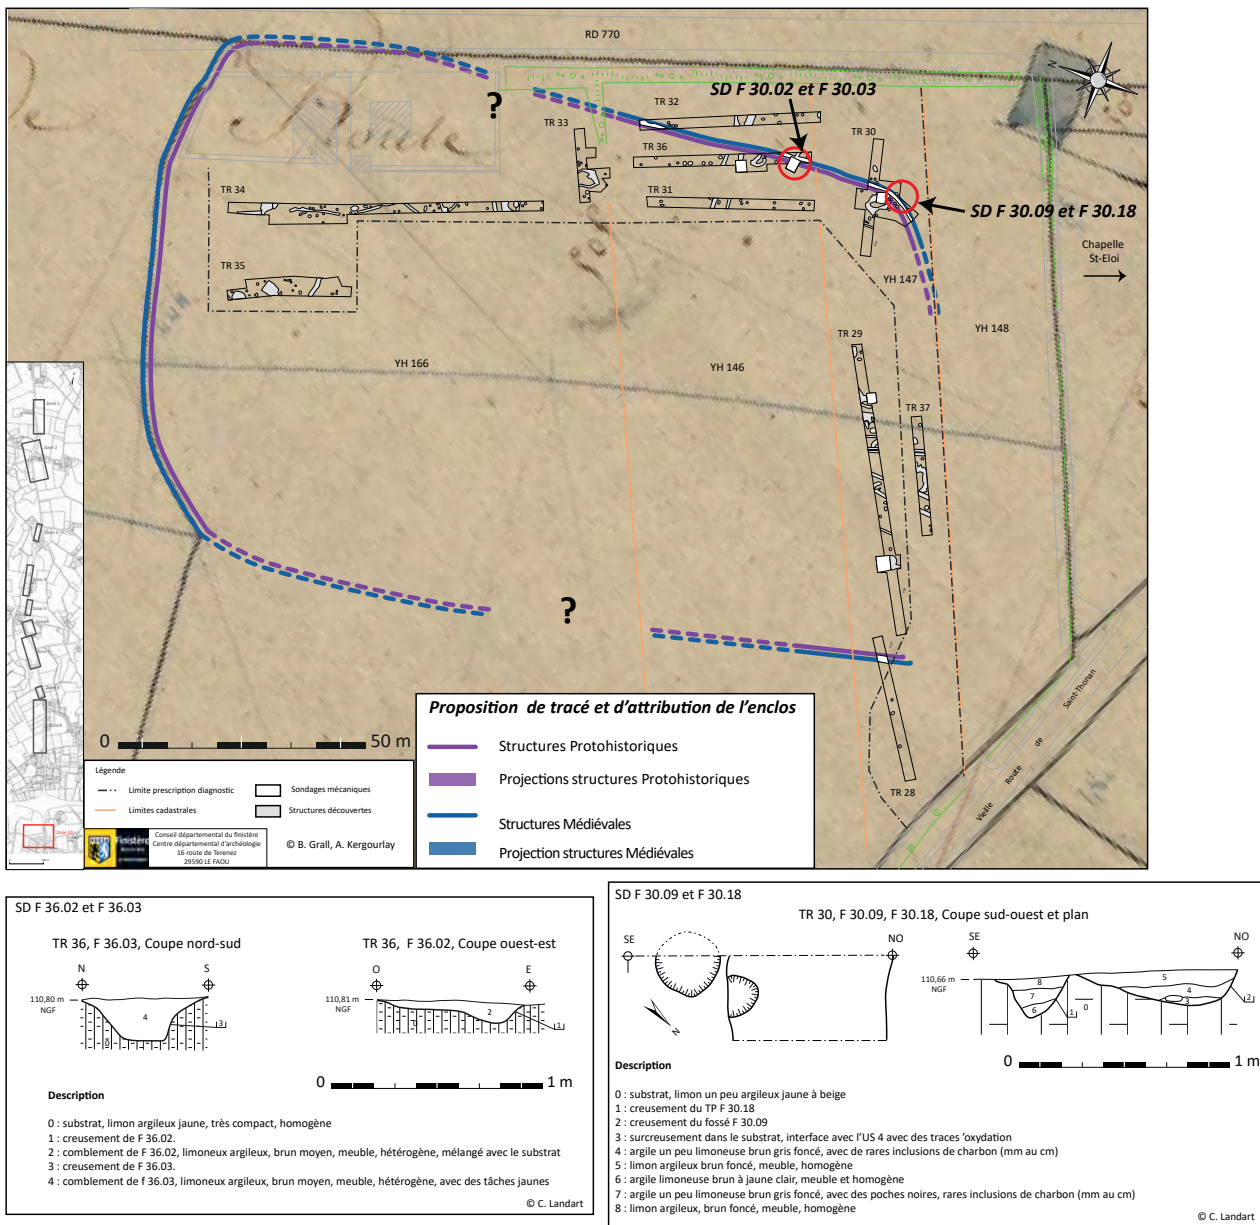 RD 770
N
SD F 30.02 et F 30.03
TR 32
TR 33
TR 30
TR 36
TR 34
TR 31
SD F 30.09 et F 30.18
Chapelle
St-Eloi
TR 35
YH 147
YH 148
TR 29
YH 166
YH 146
TR 37
?
?
Vieille Route de Saint-Thonan
TR 28
0 50 m
Proposition de tracé et d'attribution de l'enclos
Structures Protohistoriques
Projections structures Protohistoriques
Structures Médiévales
Projection structures Médiévales
Légende
Limite prescription diagnostic
Sondages mécaniques
Limites cadastrales
Structures découvertes
Finistère
Conseil départemental du finistère
Centre départemental d'archéologie
16 route de Terenez
29590 LE FAOU
© B. Grall, A. Kergourlay
SD F 36.02 et F 36.03
TR 36, F 36.03, Coupe nord-sud
TR 36, F 36.02, Coupe ouest-est
N S
O E
110,80 m
NGF
4
3
0
110,81 m
NGF
2
1
0
0 1 m
Description
0 : substrat, limon argileux jaune, très compact, homogène
1 : creusement de F 36.02.
2 : comblement de F 36.02, limoneux argileux, brun moyen, meuble, hétérogène, mélangé avec le substrat
3 : creusement de F 36.03.
4 : comblement de f 36.03, limoneux argileux, brun moyen, meuble, hétérogène, avec des tâches jaunes
© C. Landart
SD F 30.09 et F 30.18
TR 30, F 30.09, F 30.18, Coupe sud-ouest et plan
SE NO
N
SE NO
110,66 m
NGF
8
7
6
1
0
5
4
3
2
0 1 m
Description
0 : substrat, limon un peu argileux jaune à beige
1 : creusement du TP F 30.18
2 : creusement du fossé F 30.09
3 : surcreusement dans le substrat, interface avec l'US 4 avec des traces 'oxydation
4 : argile un peu limoneuse brun gris foncé, avec de rares inclusions de charbon (mm au cm)
5 : limon argileux brun foncé, meuble, homogène
6 : argile limoneuse brun à jaune clair, meuble et homogène
7 : argile un peu limoneuse brun gris foncé, avec des poches noires, rares inclusions de charbon (mm au cm)
8 : limon argileux, brun foncé, meuble, homogène
© C. Landart